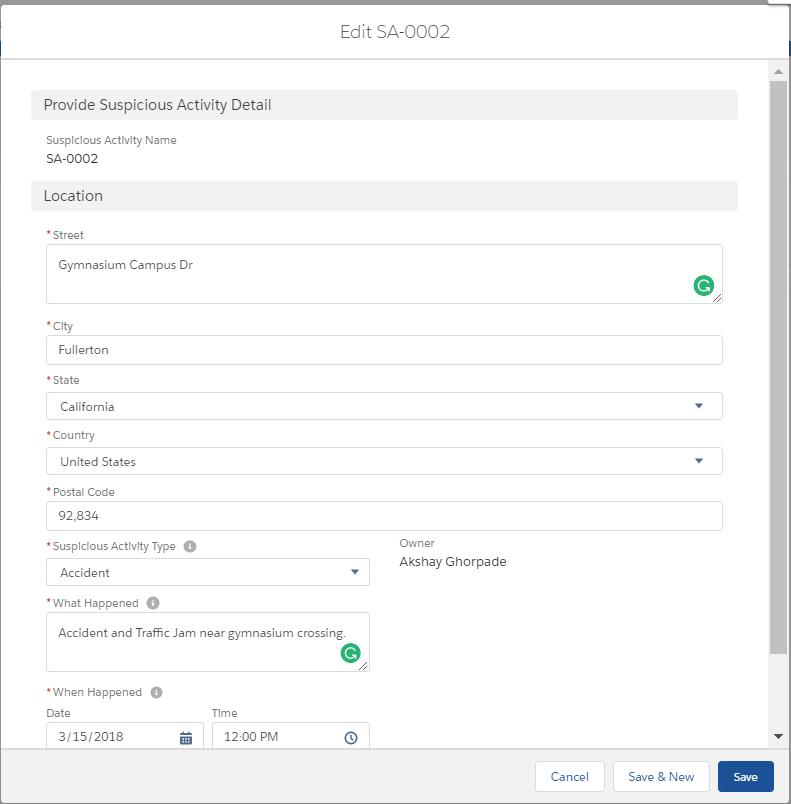 Edit SA-0002
Provide Suspicious Activity Detail
Suspicious Activity Name
SA-0002
Location
*Street
Gymnasium Campus Dr
*City
Fullerton
*State
California
*Country
United States
*Postal Code
92,834
*Suspicious Activity Type
Accident
Owner
Akshay Ghorpade
*What Happened
Accident and Traffic Jam near gymnasium crossing.
*When Happened
Date Time
3/15/2018 12:00 PM
Cancel Save & New Save